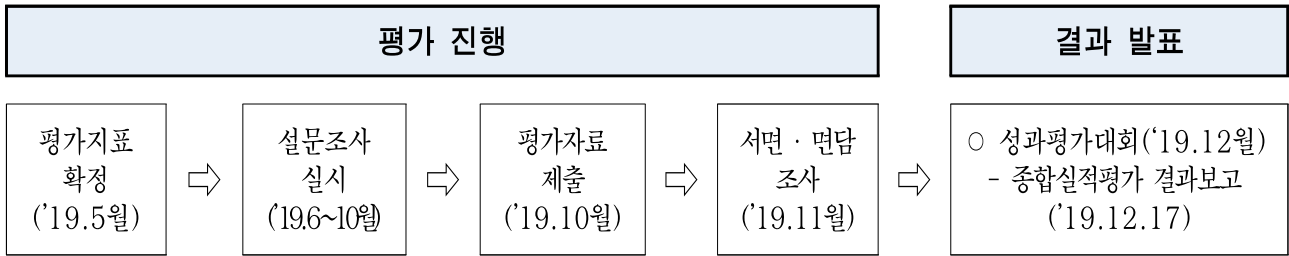 평가 진행
결과 발표
평가지표
확정
('19.5월)
설문조사
실시
('19.6~10월)
평가자료
제출
('19.10월)
서면 · 면담
조사
('19.11월)
○ 성과평가대회(‘19.12월)
- 종합실적평가 결과보고
('19.12.17)